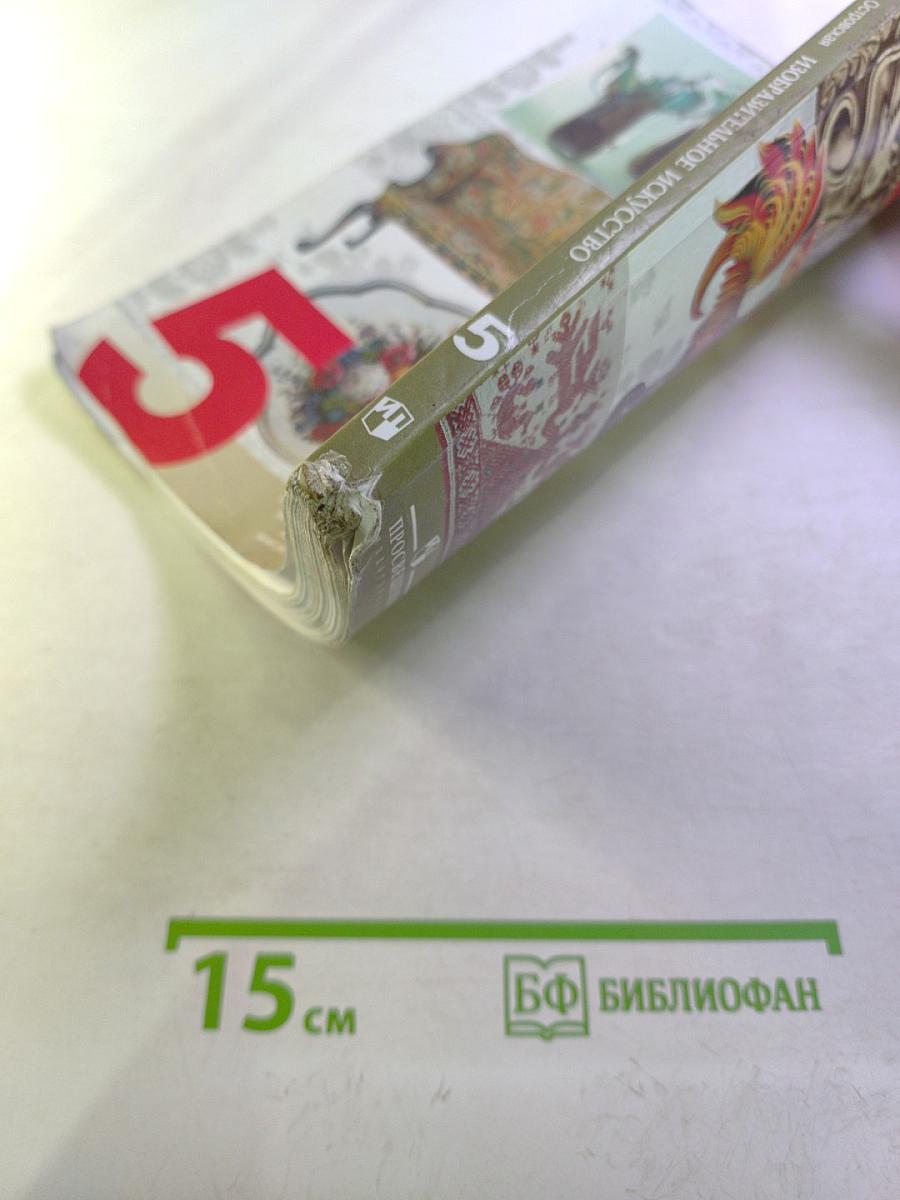 Островская
ИЗОБРАЗИТЕЛЬНОЕ ИСКУССТВО
5
5
15 см
БФ БИБЛИОФАН